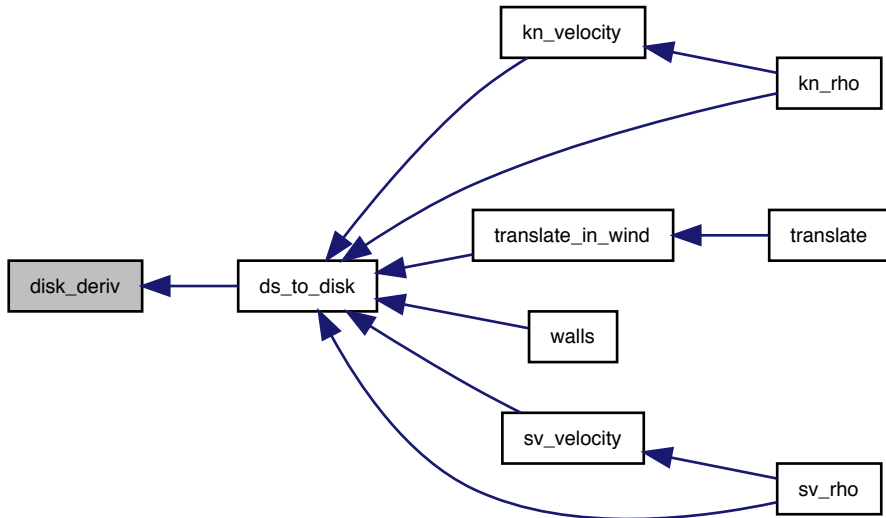 kn_velocity
kn_rho
translate_in_wind
translate
disk_deriv
ds_to_disk
walls
sv_velocity
sv_rho